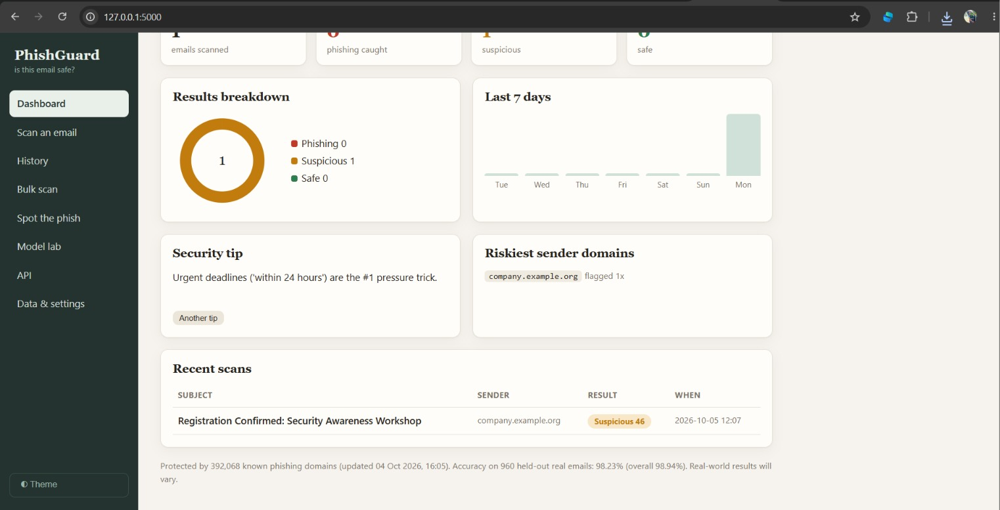 127.0.0.1:5000
PhishGuard
is this email safe?
Dashboard
Scan an email
History
Bulk scan
Spot the phish
Model lab
API
Data & settings
Theme
emails scanned
phishing caught
suspicious
safe
Results breakdown
1
Phishing 0
Suspicious 1
Safe 0
Last 7 days
Tue Wed Thu Fri Sat Sun Mon
Security tip
Urgent deadlines ('within 24 hours') are the #1 pressure trick.
Another tip
Riskiest sender domains
company.example.org flagged 1x
Recent scans
SUBJECT SENDER RESULT WHEN
Registration Confirmed: Security Awareness Workshop company.example.org Suspicious 46 2026-10-05 12:07
Protected by 392,068 known phishing domains (updated 04 Oct 2026, 16:05). Accuracy on 960 held-out real emails: 98.23% (overall 98.94%). Real-world results will
vary.